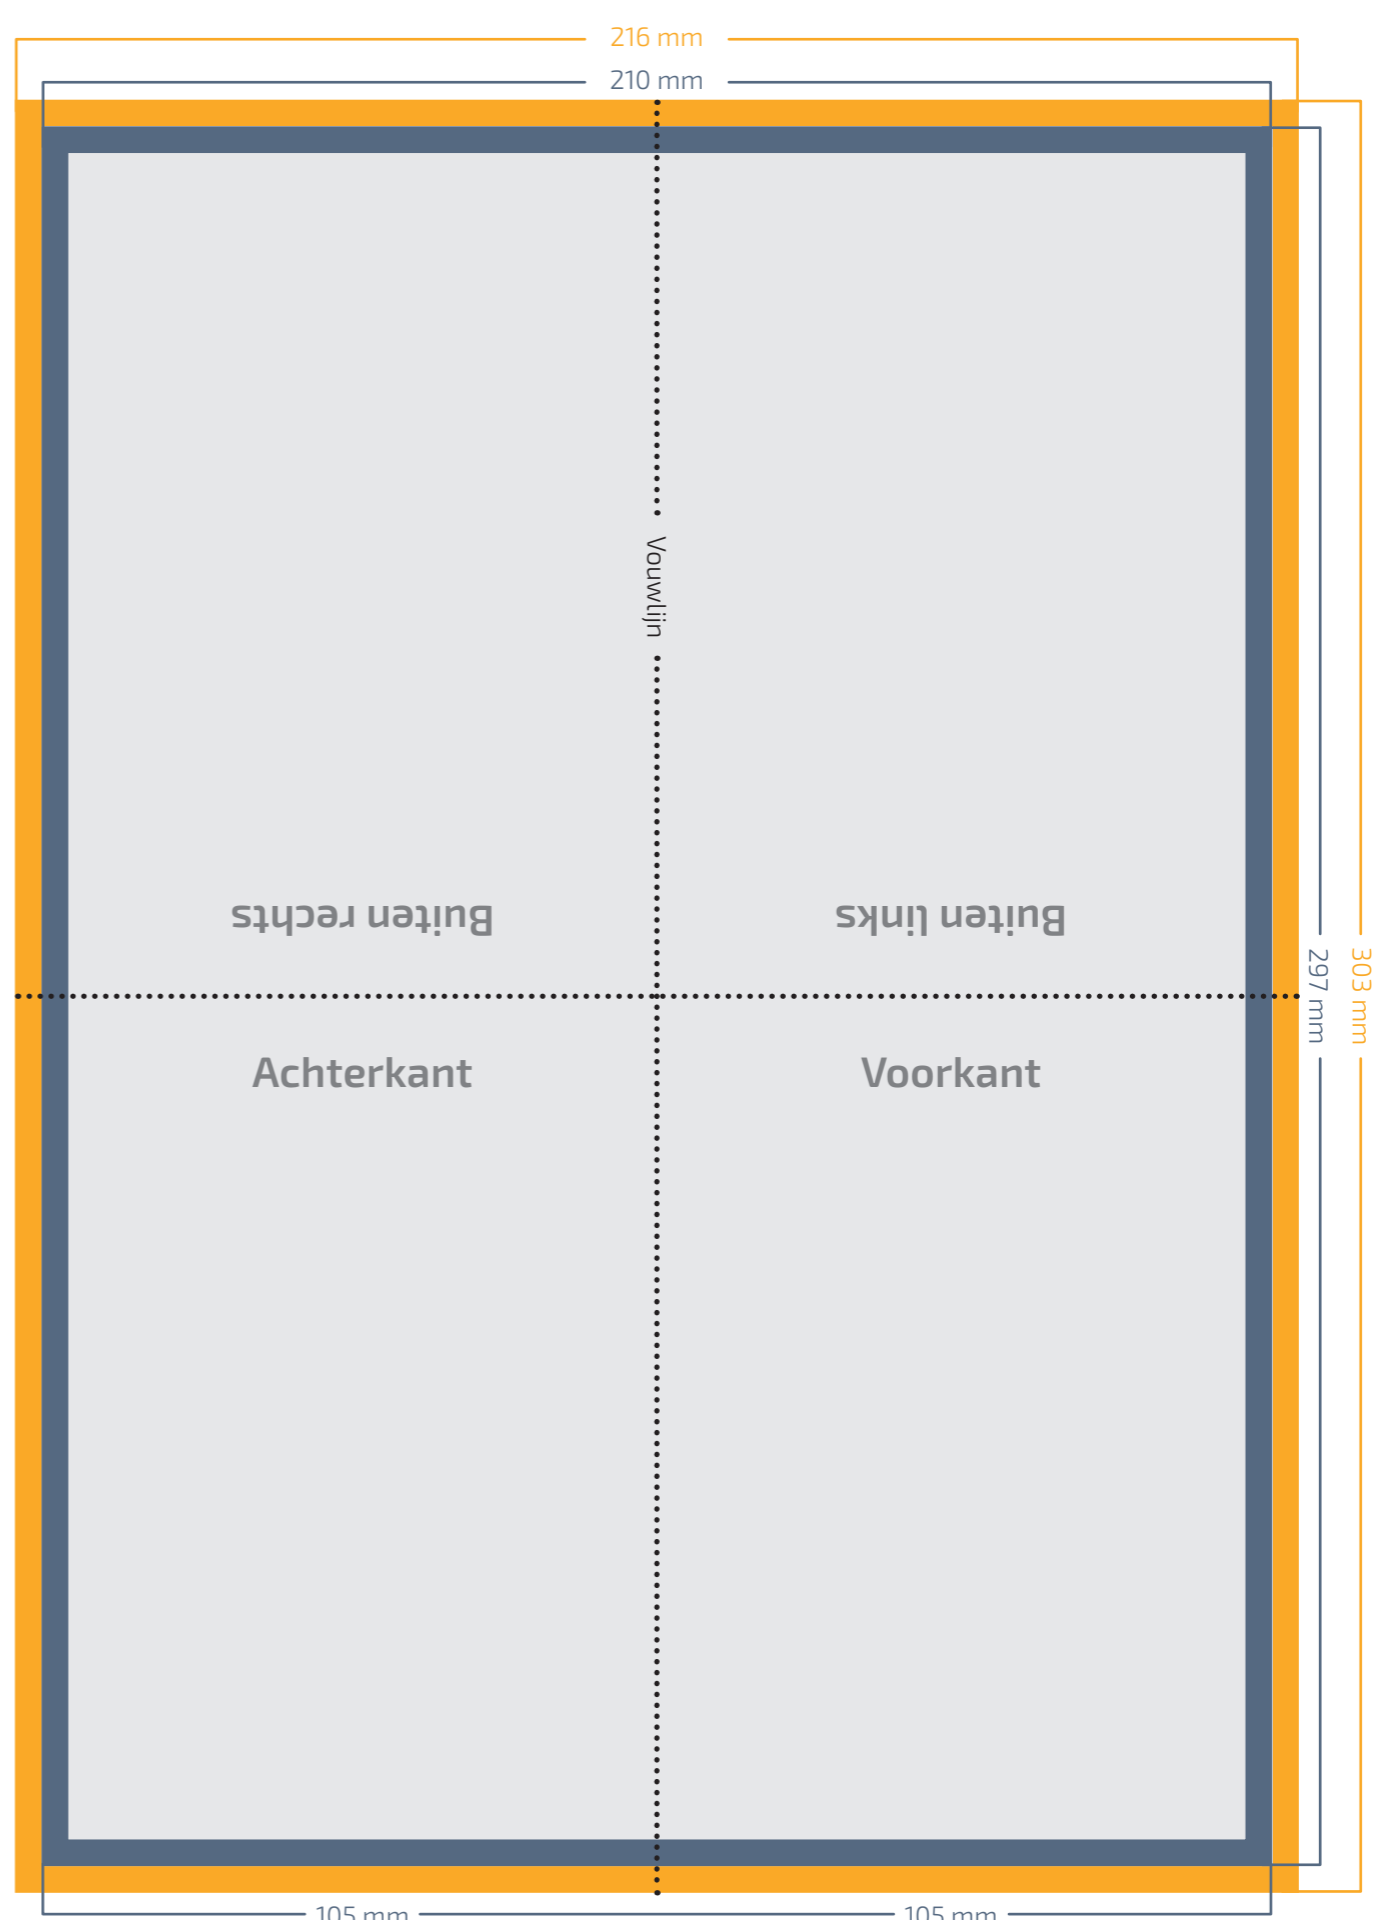 216 mm
210 mm
Vouwlijn
Buiten rechts
Buiten links
297 mm
303 mm
Achterkant
Voorkant
105 mm
105 mm